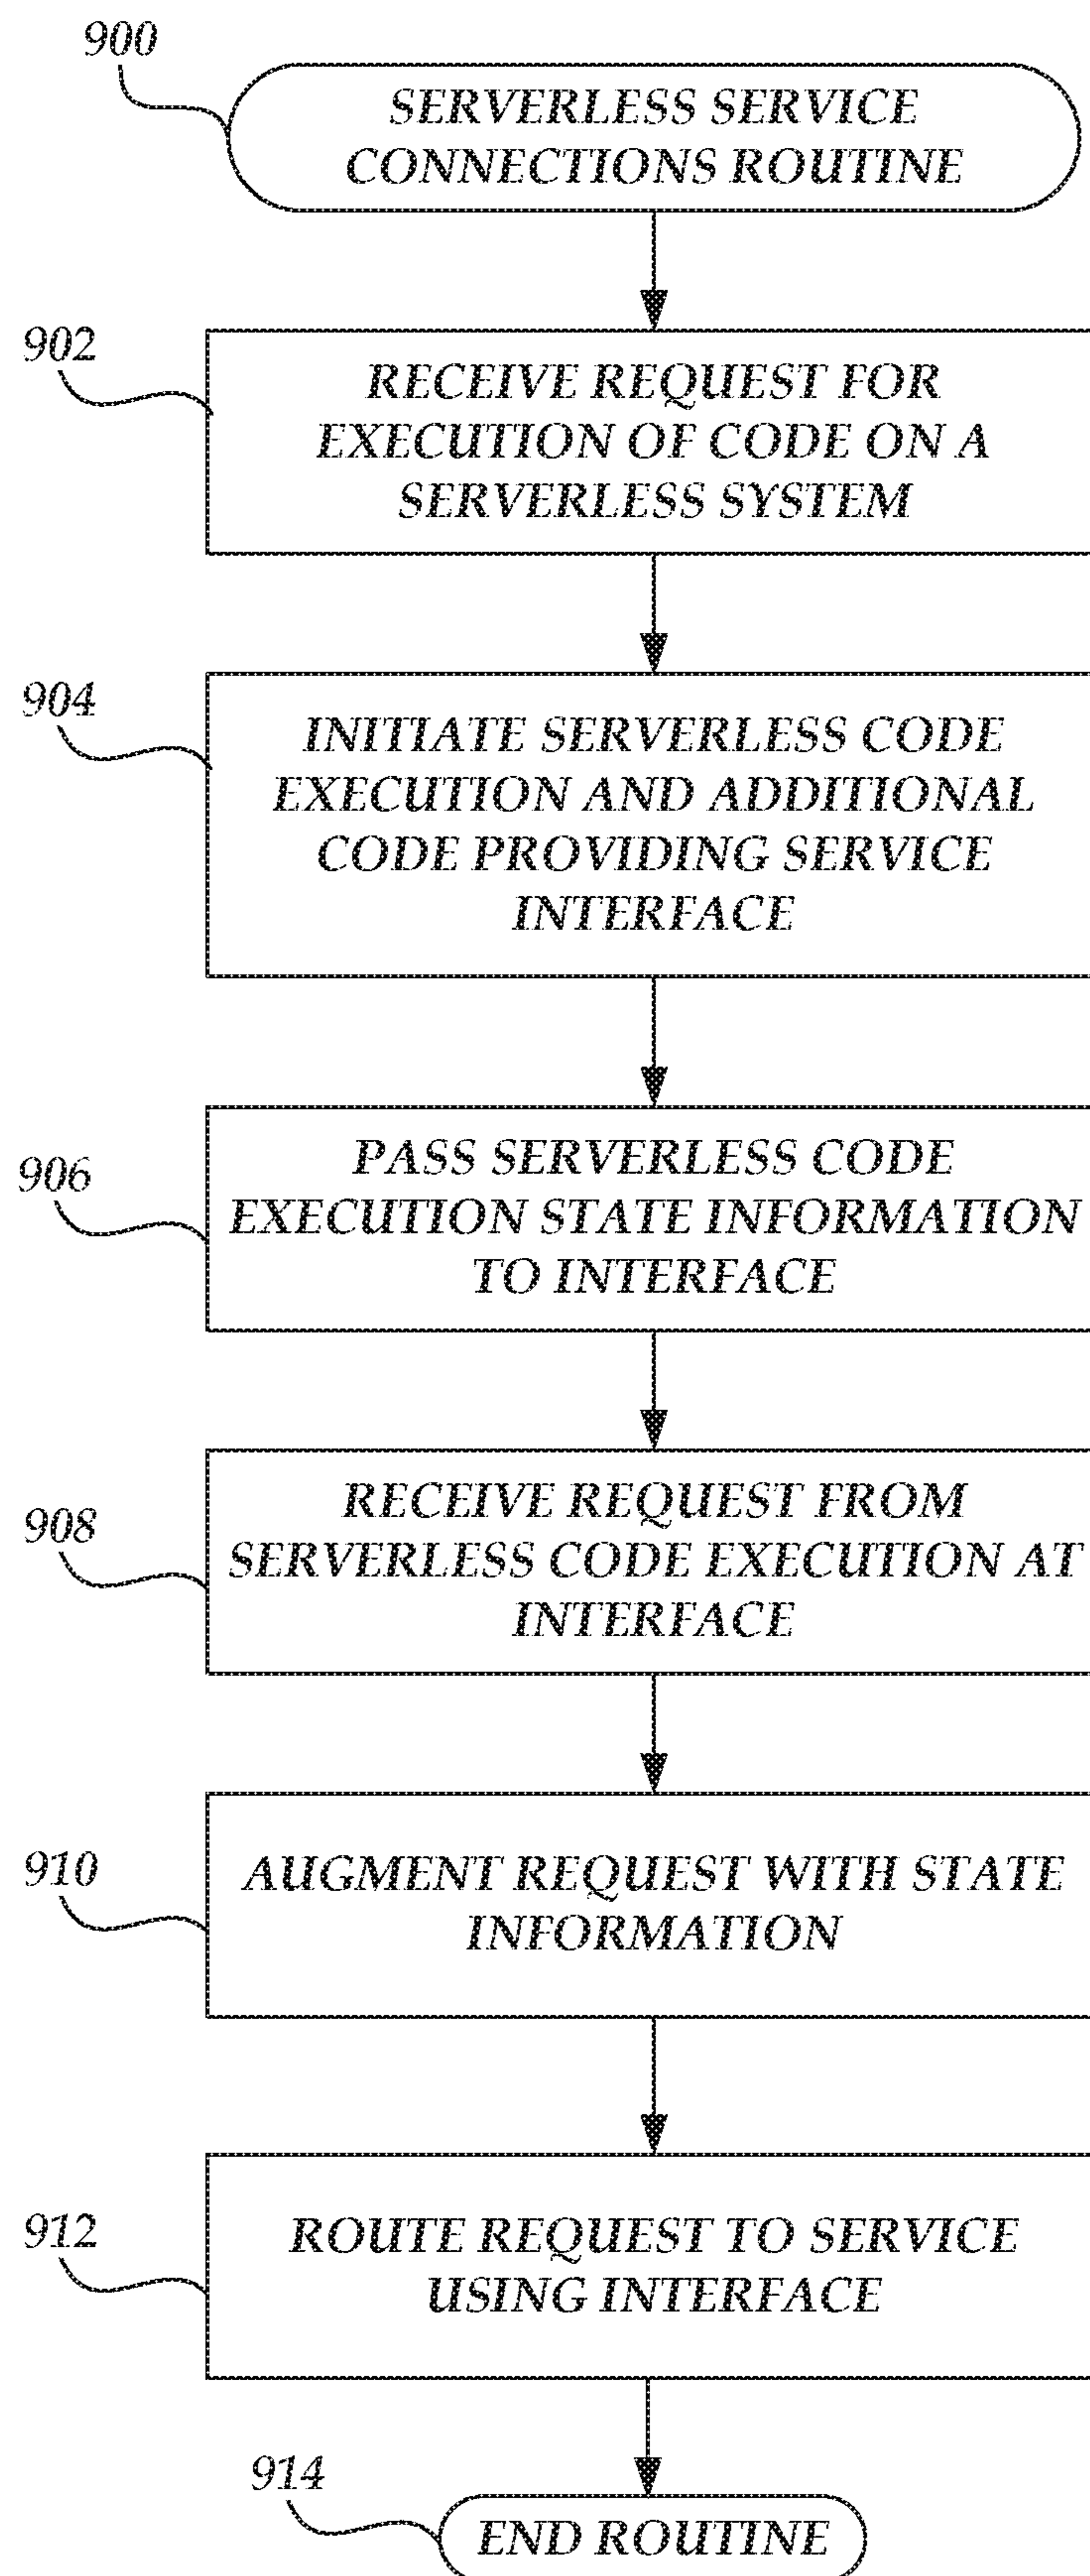 900
SERVERLESS SERVICE
CONNECTIONS ROUTINE
902
RECEIVE REQUEST FOR
EXECUTION OF CODE ON A
SERVERLESS SYSTEM
904
INITIATE SERVERLESS CODE
EXECUTION AND ADDITIONAL
CODE PROVIDING SERVICE
INTERFACE
906
PASS SERVERLESS CODE
EXECUTION STATE INFORMATION
TO INTERFACE
908
RECEIVE REQUEST FROM
SERVERLESS CODE EXECUTION AT
INTERFACE
910
AUGMENT REQUEST WITH STATE
INFORMATION
912
ROUTE REQUEST TO SERVICE
USING INTERFACE
914
END ROUTINE